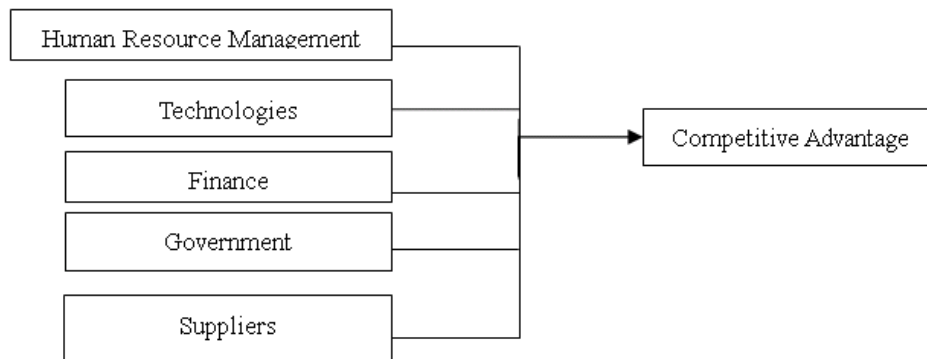 Human Resource Management
Technologies
Competitive Advantage
Finance
Government
Suppliers